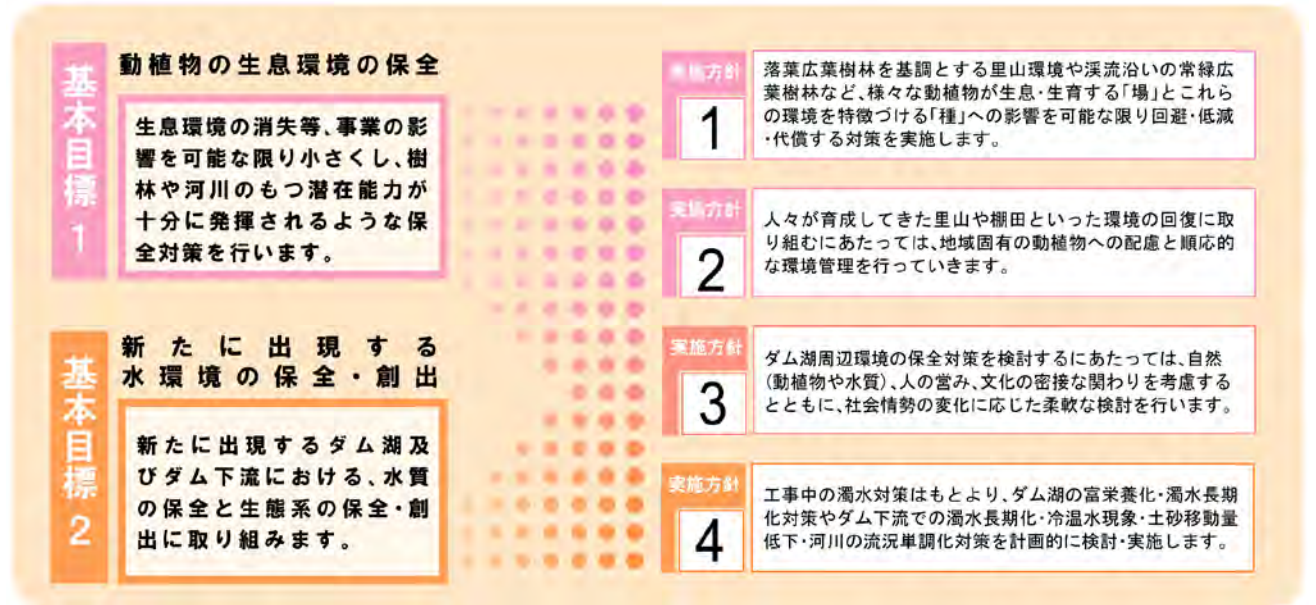 基本目標1
動植物の生息環境の保全
生息環境の消失等、事業の影
響を可能な限り小さくし、樹
林や河川のもつ潜在能力が
十分に発揮されるような保
全対策を行います。
基本目標2
新たに出現する
水環境の保全・創出
新たに出現するダム湖及
びダム下流における、水質
の保全と生態系の保全・創
出に取り組みます。
実施方針
1
落葉広葉樹林を基調とする里山環境や渓流沿いの常緑広
葉樹林など、様々な動植物が生息・生育する「場」とこれら
の環境を特徴づける「種」への影響を可能な限り回避・低減
・代償する対策を実施します。
実施方針
2
人々が育成してきた里山や棚田といった環境の回復に取
り組むにあたっては、地域固有の動植物への配慮と順応的
な環境管理を行っていきます。
実施方針
3
ダム湖周辺環境の保全対策を検討するにあたっては、自然
(動植物や水質)、人の営み、文化の密接な関わりを考慮する
とともに、社会情勢の変化に応じた柔軟な検討を行います。
実施方針
4
工事中の濁水対策はもとより、ダム湖の富栄養化・濁水長期
化対策やダム下流での濁水長期化・冷温水現象・土砂移動量
低下・河川の流況単調化対策を計画的に検討・実施します。